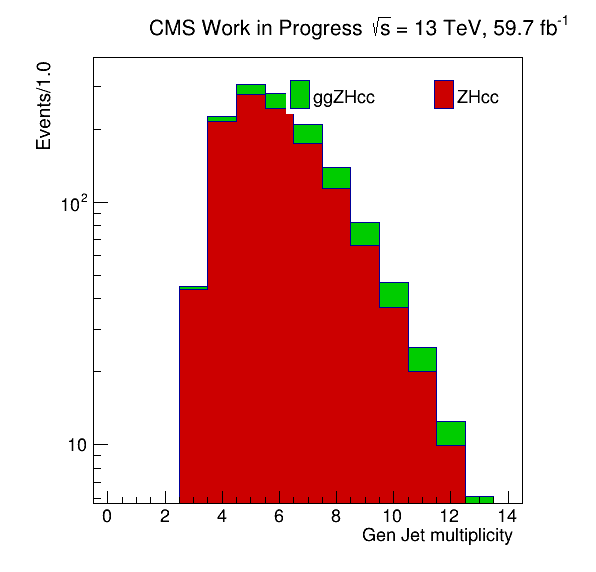 CMS Work in Progress √s = 13 TeV, 59.7 fb⁻¹
Events/1.0
ggZHcc ZHcc
10²
10
0 2 4 6 8 10 12 14
Gen Jet multiplicity